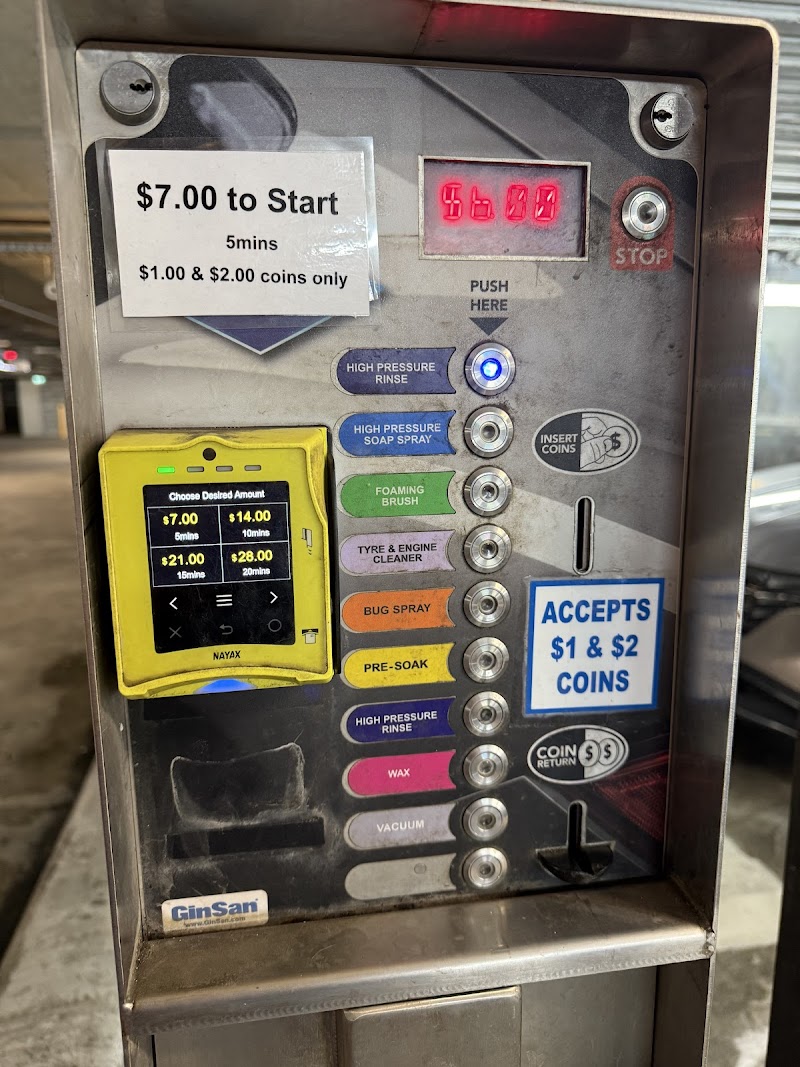 $7.00 to Start
5mins
$1.00 & $2.00 coins only
STOP
PUSH
HERE
HIGH PRESSURE
RINSE
HIGH PRESSURE
SOAP SPRAY
FOAMING
BRUSH
TYRE & ENGINE
CLEANER
BUG SPRAY
PRE-SOAK
HIGH PRESSURE
RINSE
WAX
VACUUM
INSERT
COINS
$
ACCEPTS
$1 & $2
COINS
COIN
RETURN
$ $
Choose Desired Amount
$7.00
5mins
$14.00
10mins
$21.00
15mins
$28.00
20mins
NAYAX
GinSan
www.GinSan.com